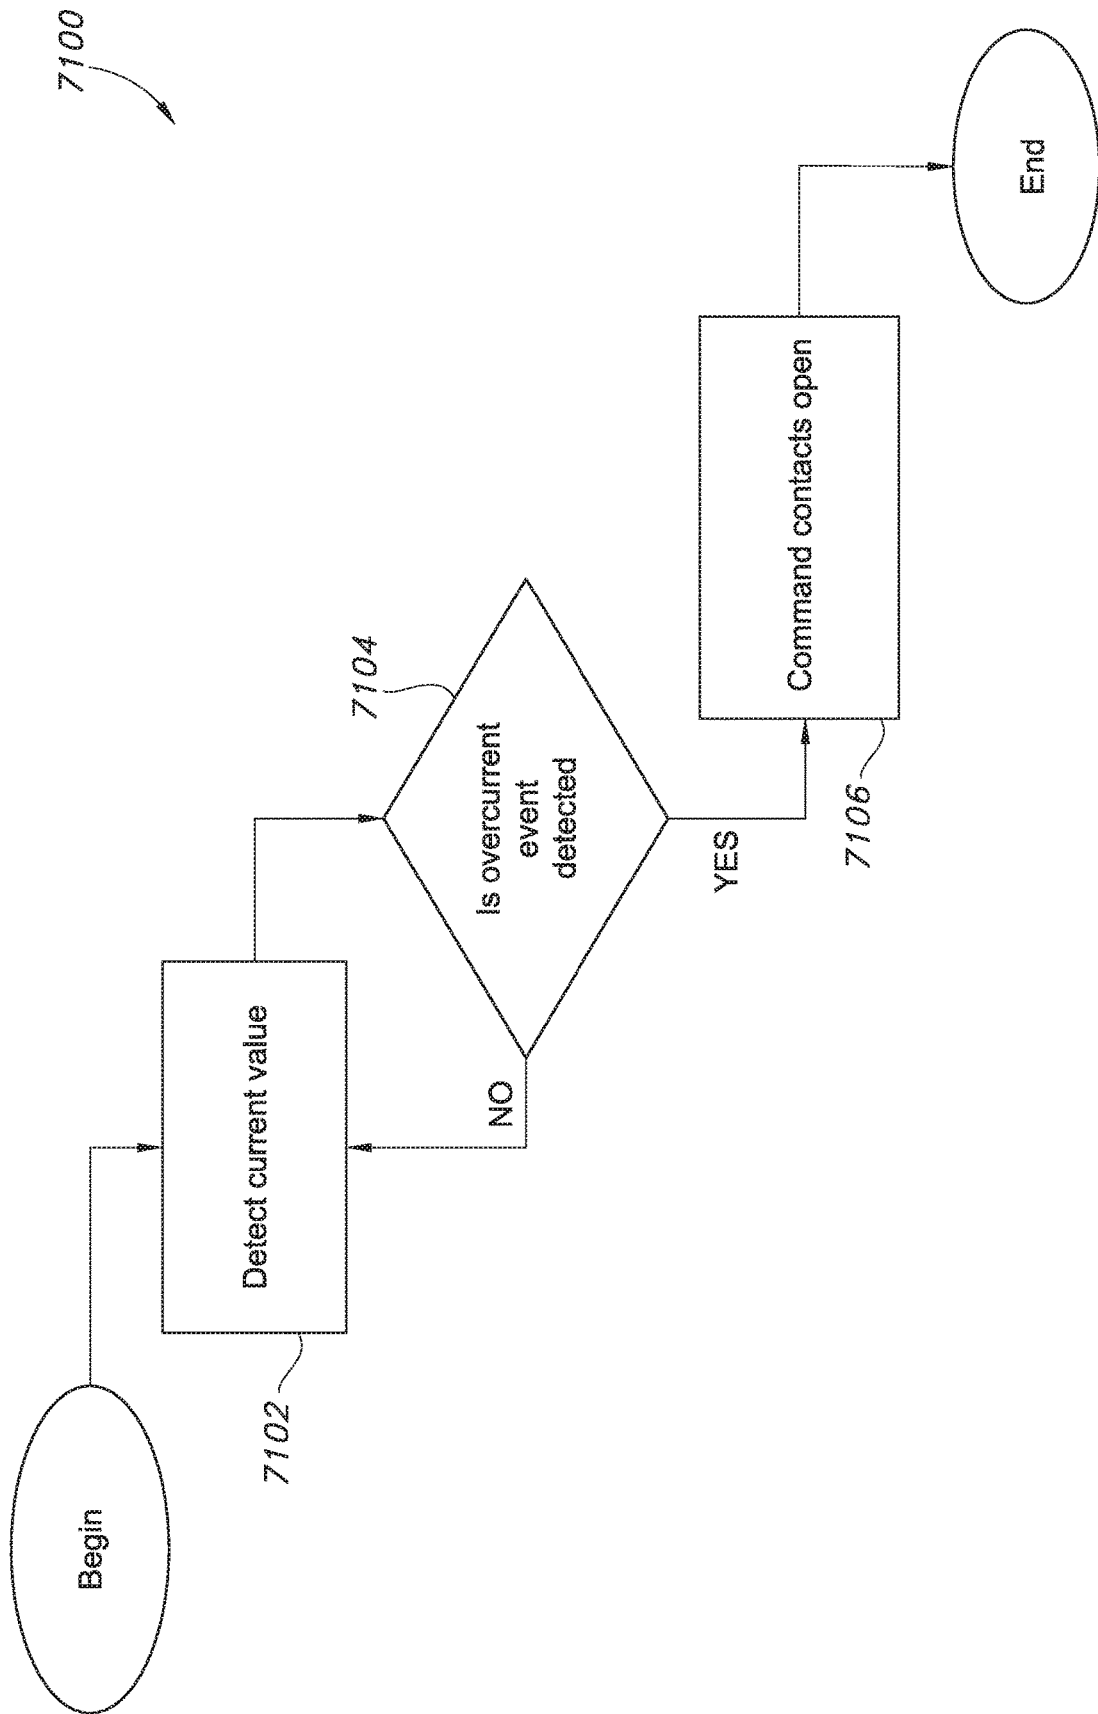 7100
Begin
Detect current value
7102
7104
Is overcurrent
event
detected
NO
YES
Command contacts open
7106
End